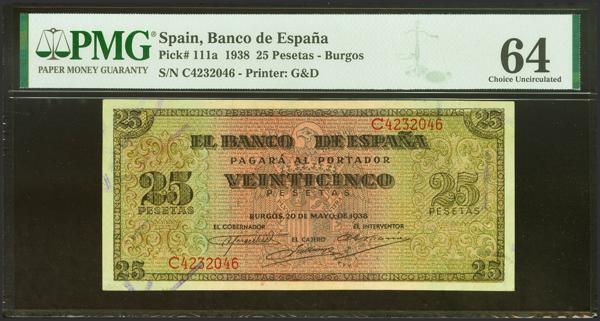 PMG
PAPER MONEY GUARANTY
Spain, Banco de España
Pick# 111a 1938 25 Pesetas - Burgos
S/N C4232046 - Printer: G&D
64
Choice Uncirculated
25
25
C4232046
EL BANCO DE ESPAÑA
PAGARÁ AL PORTADOR
VEINTICINCO
PESETAS
25
PESETAS
25
PESETAS
BURGOS, 20 DE MAYO DE 1938
EL GOBERNADOR
EL INTERVENTOR
EL CAJERO
C4232046
25
25